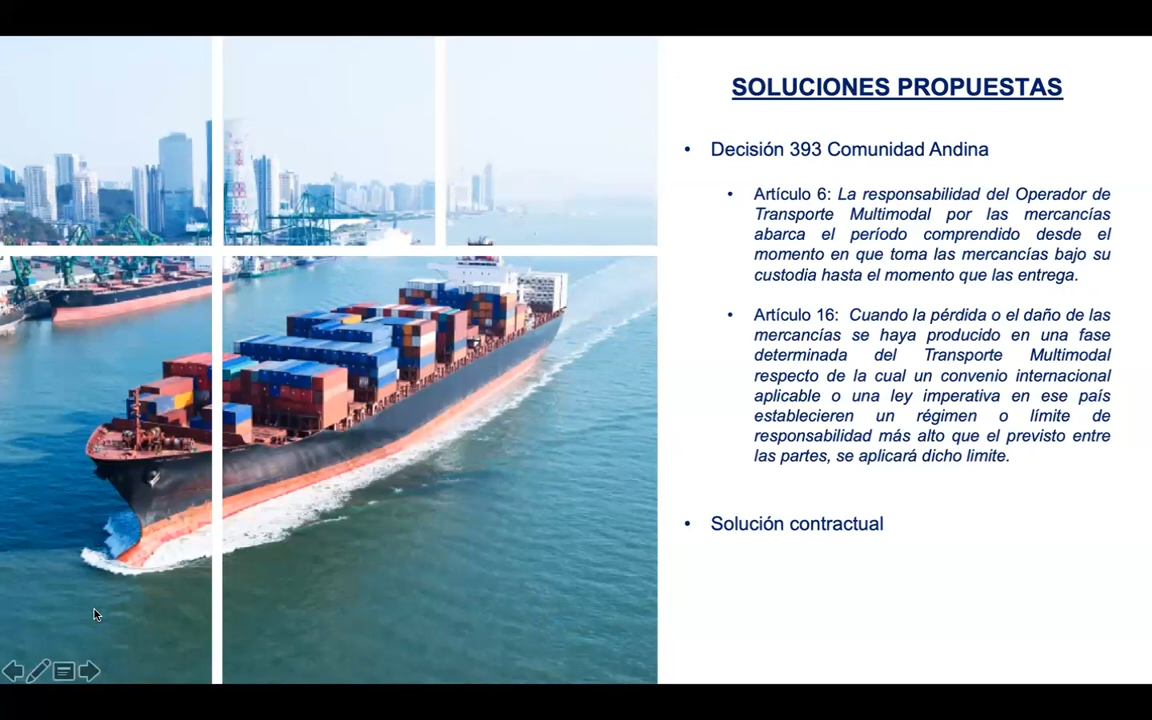 SOLUCIONES PROPUESTAS
• Decisión 393 Comunidad Andina
• Artículo 6: La responsabilidad del Operador de
Transporte Multimodal por las mercancías
abarca el período comprendido desde el
momento en que toma las mercancías bajo su
custodia hasta el momento que las entrega.
• Artículo 16: Cuando la pérdida o el daño de las
mercancías se haya producido en una fase
determinada del Transporte Multimodal
respecto de la cual un convenio internacional
aplicable o una ley imperativa en ese país
establecieren un régimen o límite de
responsabilidad más alto que el previsto entre
las partes, se aplicará dicho limite.
• Solución contractual